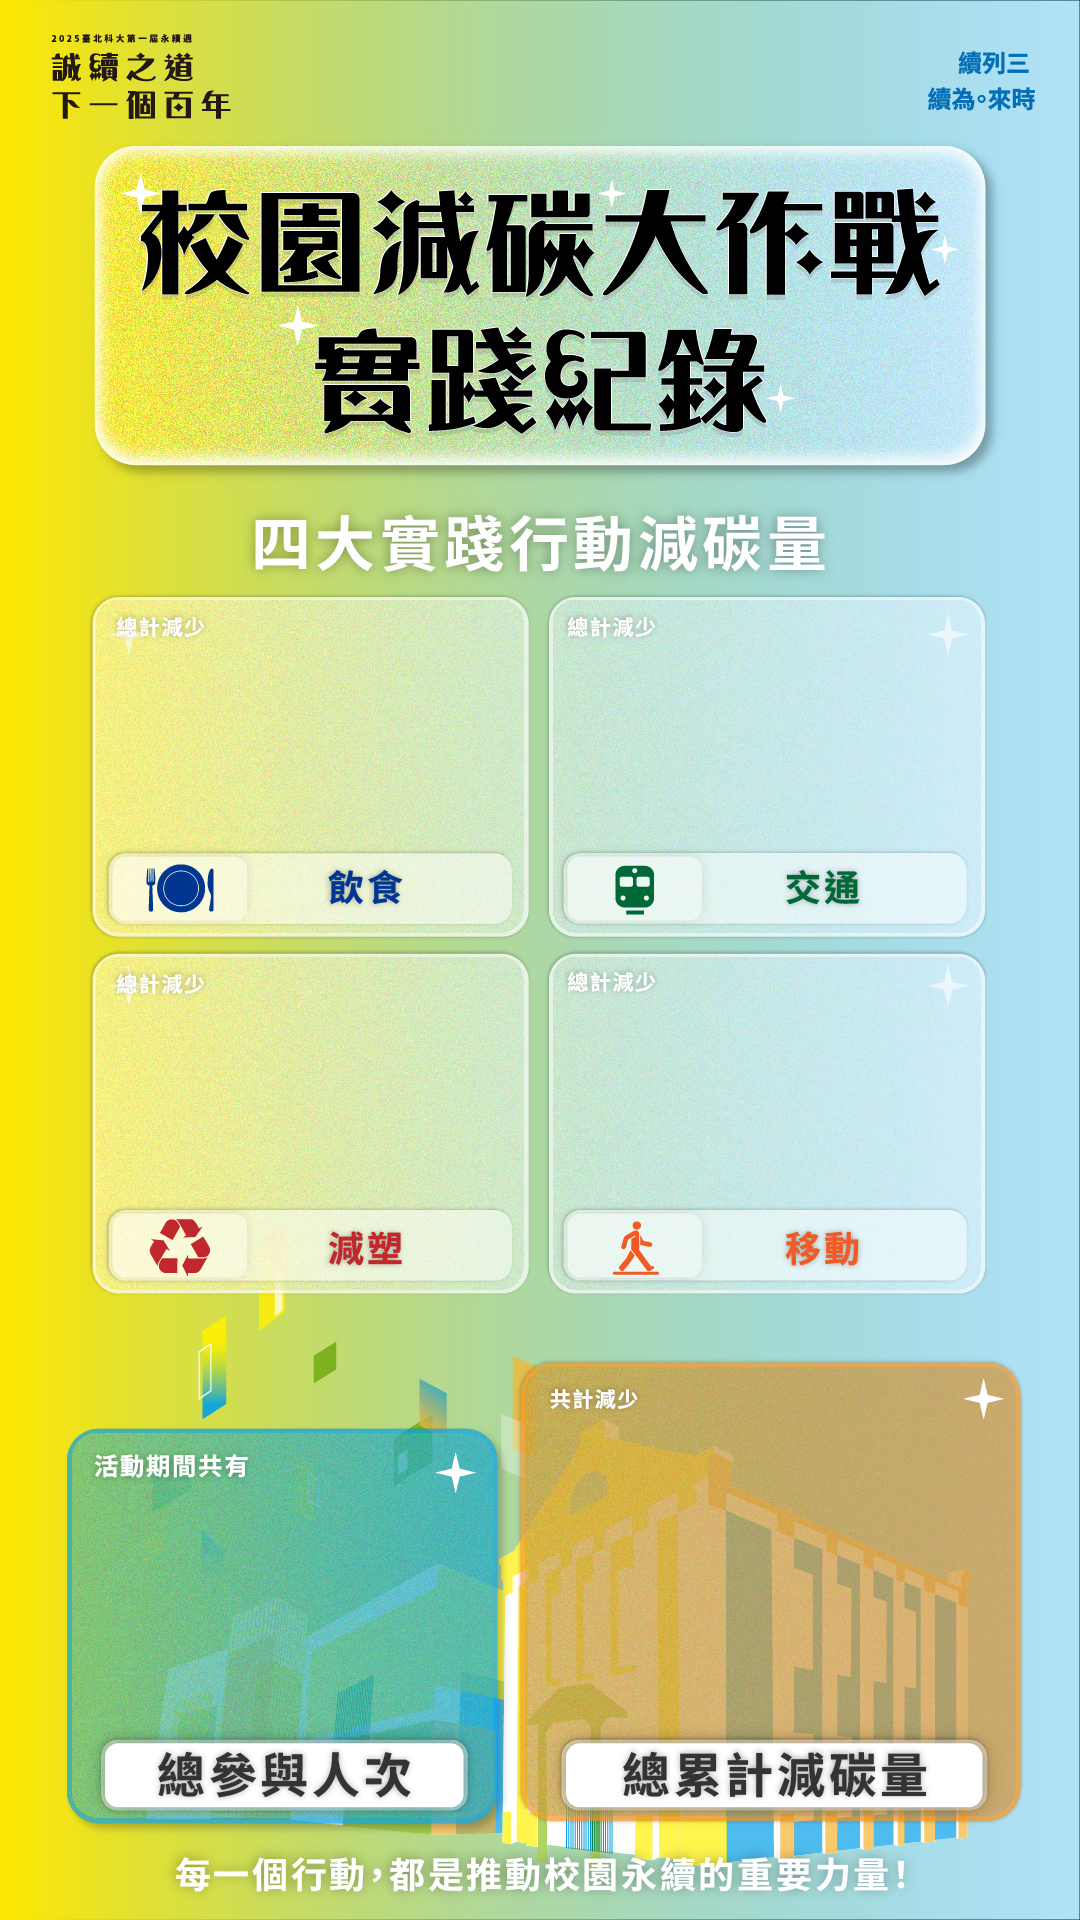 2025臺北科大第一屆永續週
誠續之道
下一個百年
續列三
續為。來時
校園減碳大作戰
實踐紀錄
四大實踐行動減碳量
總計減少
飲食
總計減少
交通
總計減少
減塑
總計減少
移動
活動期間共有
總參與人次
共計減少
總累計減碳量
每一個行動，都是推動校園永續的重要力量！